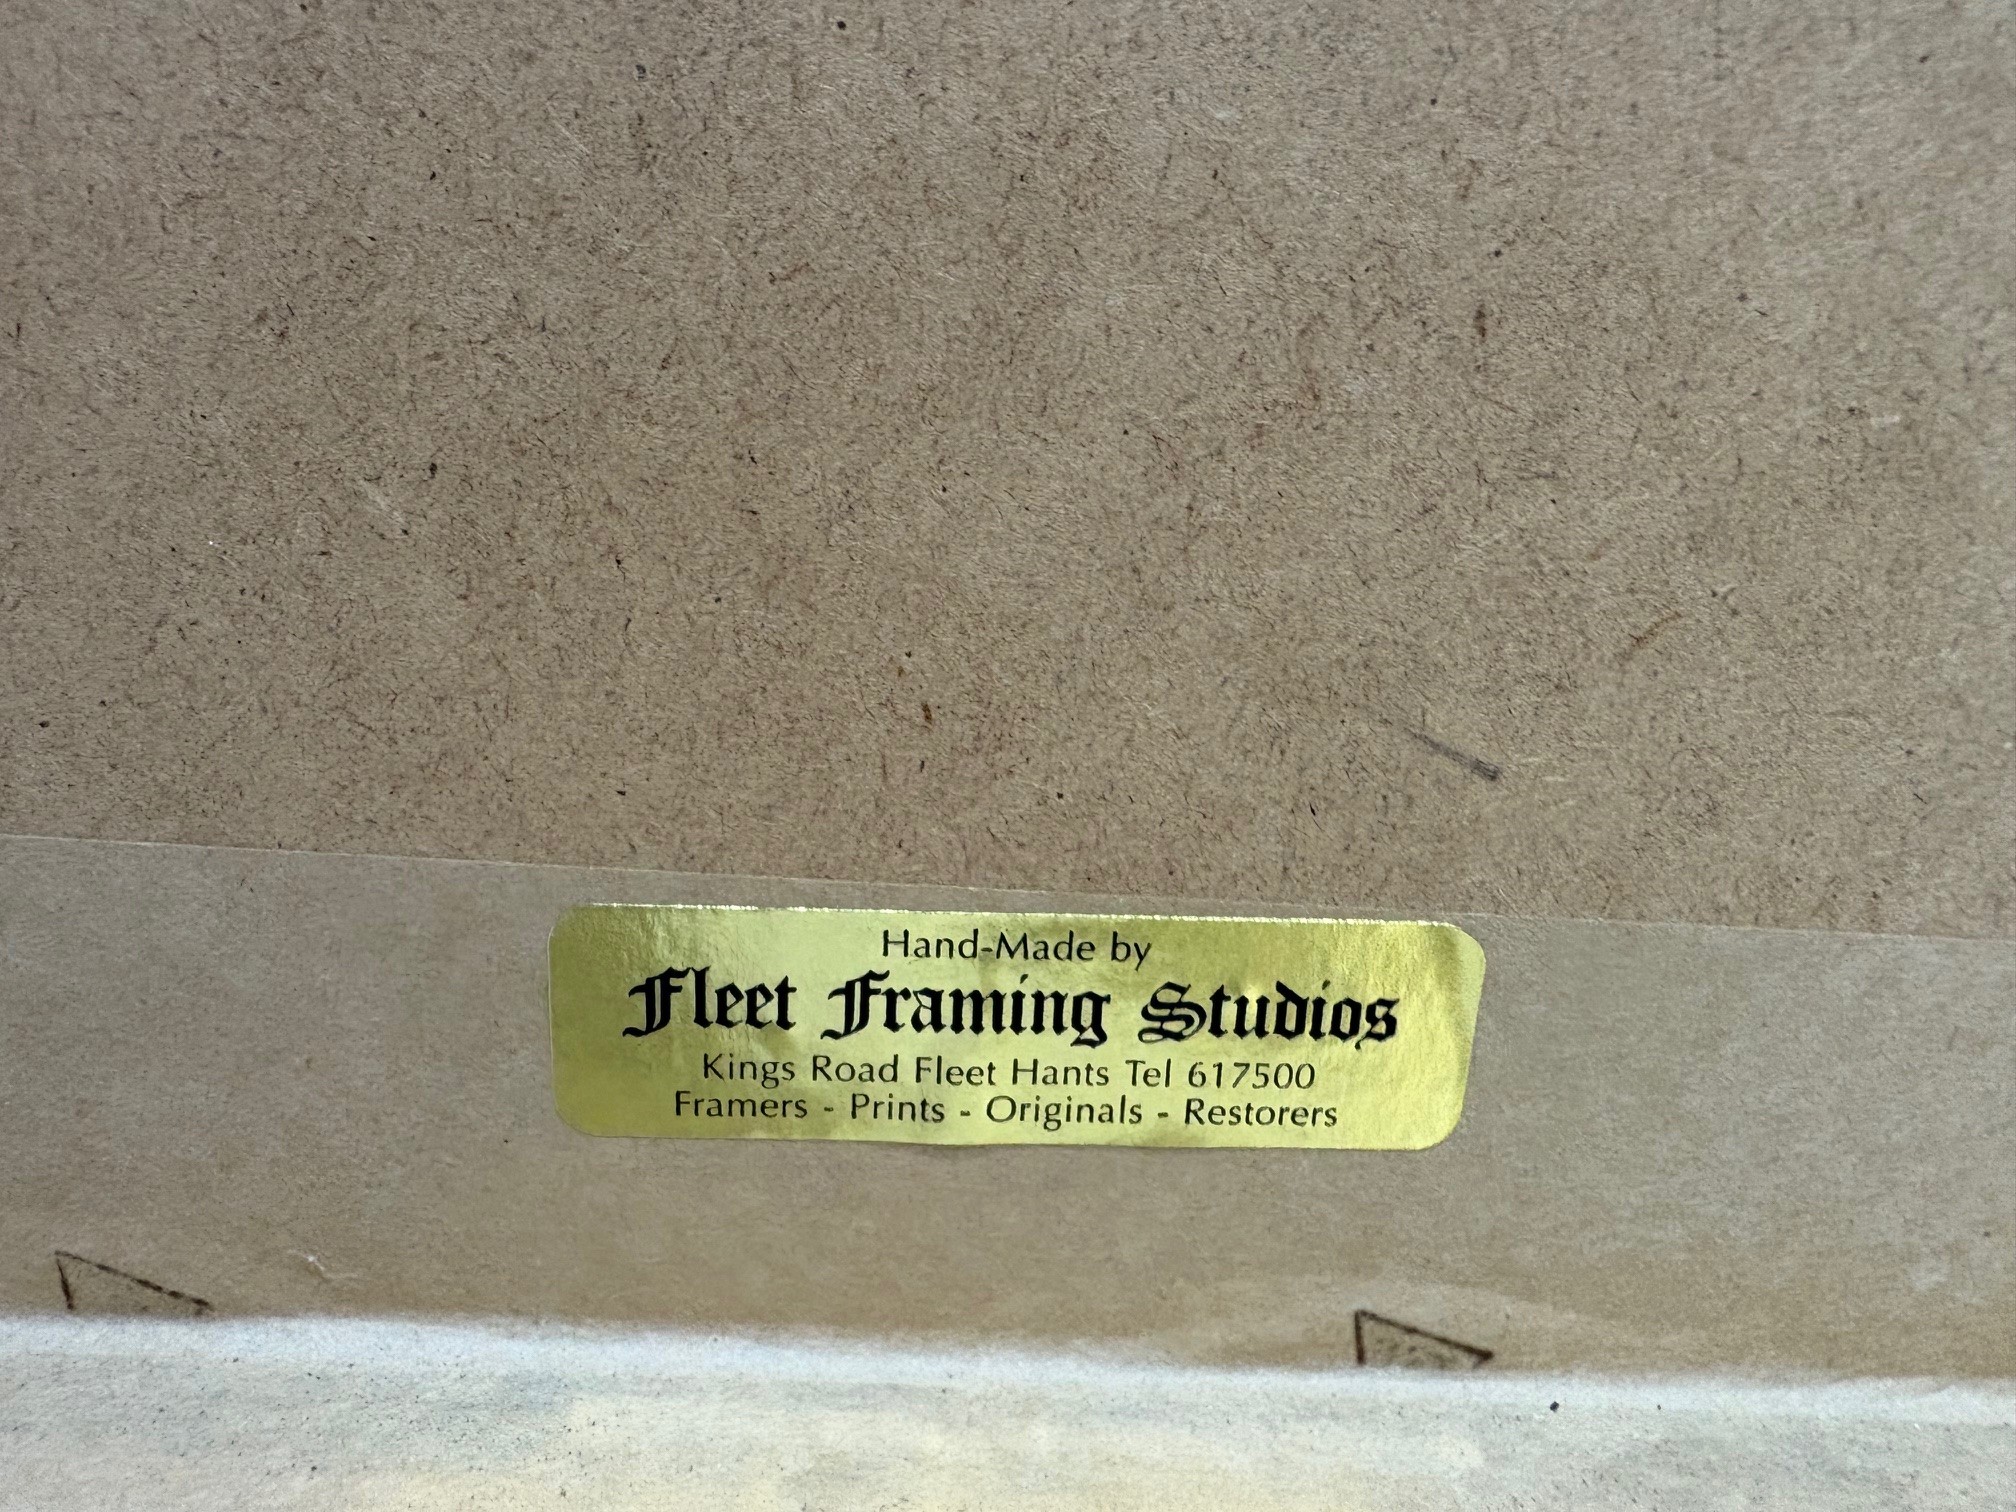 Hand-Made by
Fleet Framing Studios
Kings Road Fleet Hants Tel 617500
Framers - Prints - Originals - Restorers